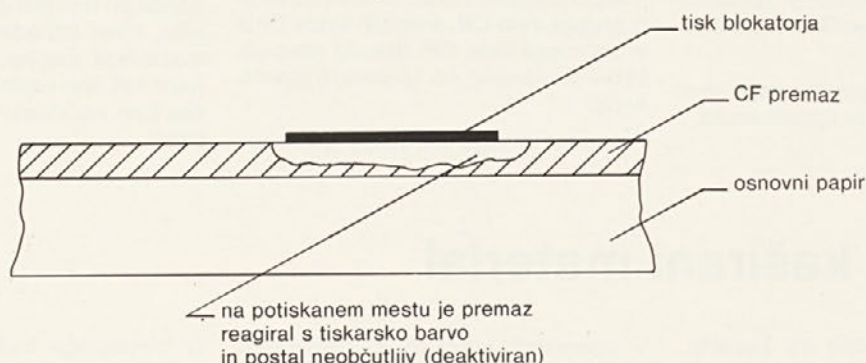 tisk blokatorja
CF premaz
osnovni papir
na potiskanem mestu je premaz
reagiral s tiskarsko barvo
in postal neobčutljiv (deaktiviran)